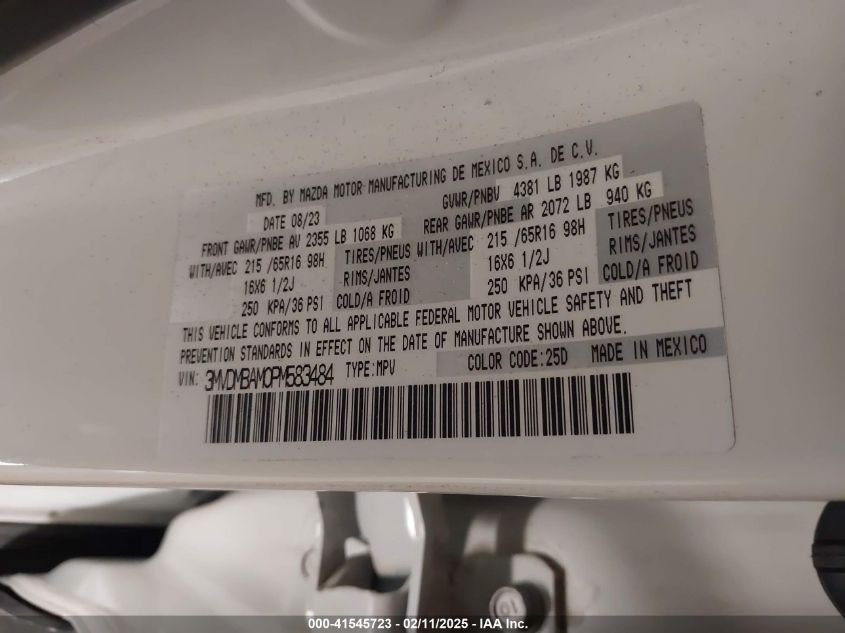 MFD. BY MAZDA MOTOR MANUFACTURING DE MEXICO S.A. DE C.V.
DATE 08/23 GVWR/PNBV 4381 LB 1987 KG
FRONT GAWR/PNBE AV 2355 LB 1068 KG REAR GAWR/PNBE AR 2072 LB 940 KG
WITH/AVEC 215 /65R16 98H TIRES/PNEUS WITH/AVEC 215 /65R16 98H TIRES/PNEUS
16X6 1/2J RIMS/JANTES 16X6 1/2J RIMS/JANTES
250 KPA/36 PSI COLD/A FROID 250 KPA/36 PSI COLD/A FROID
THIS VEHICLE CONFORMS TO ALL APPLICABLE FEDERAL MOTOR VEHICLE SAFETY AND THEFT
PREVENTION STANDARDS IN EFFECT ON THE DATE OF MANUFACTURE SHOWN ABOVE.
VIN: 3MVDMBAM0PM583484 TYPE:MPV COLOR CODE:25D MADE IN MEXICO
10
000-41545723 - 02/11/2025 - IAA Inc.